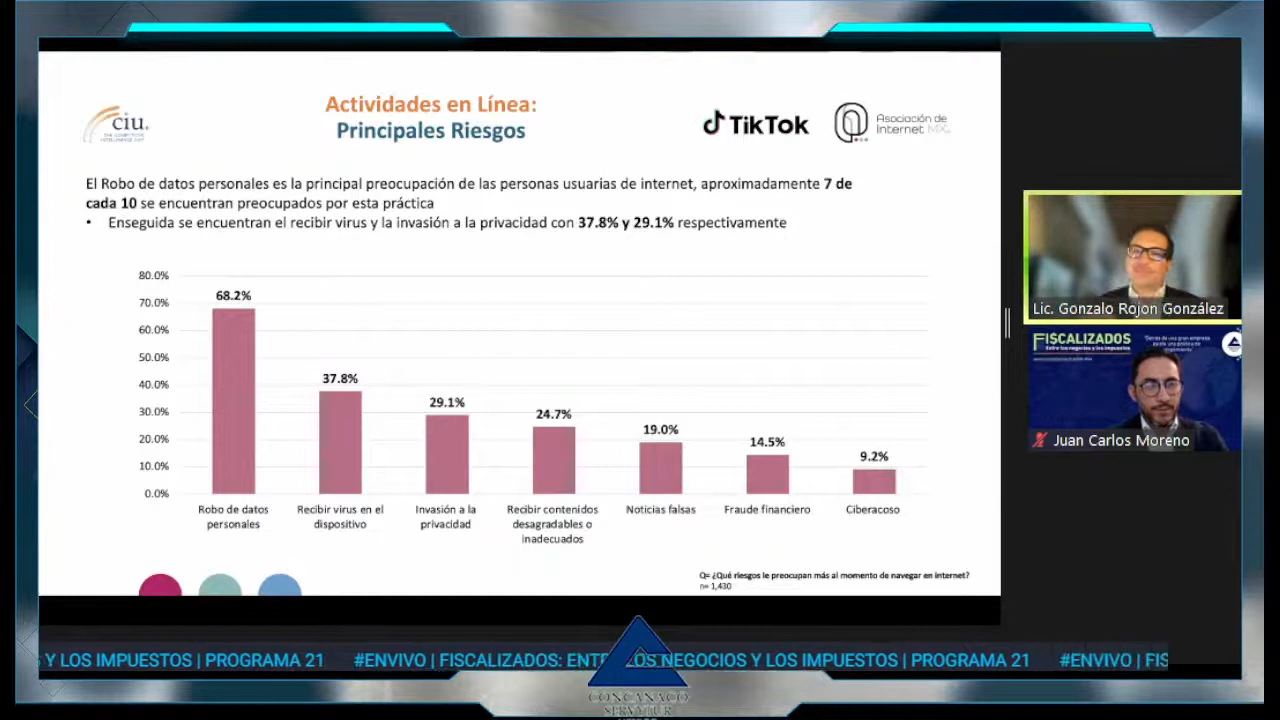 Actividades en Línea:
Principales Riesgos
ciu.
TikTok
Asociación de
Internet MX.
El Robo de datos personales es la principal preocupación de las personas usuarias de internet, aproximadamente 7 de
cada 10 se encuentran preocupados por esta práctica
• Enseguida se encuentran el recibir virus y la invasión a la privacidad con 37.8% y 29.1% respectivamente
80.0%
70.0%
60.0%
50.0%
40.0%
30.0%
20.0%
10.0%
0.0%
68.2%
37.8%
29.1%
24.7%
19.0%
14.5%
9.2%
Robo de datos
personales
Recibir virus en el
dispositivo
Invasión a la
privacidad
Recibir contenidos
desagradables o
inadecuados
Noticias falsas
Fraude financiero
Ciberacoso
Q= ¿Qué riesgos le preocupan más al momento de navegar en internet?
n= 1,430
Lic. Gonzalo Rojon González
FISCALIZADOS
Entre los negocios y los impuestos
Juan Carlos Moreno
Y LOS IMPUESTOS | PROGRAMA 21 #ENVIVO | FISCALIZADOS: ENTRE LOS NEGOCIOS Y LOS IMPUESTOS | PROGRAMA 21 #ENVIVO | FIS
CONCANACO
SERVYTUR